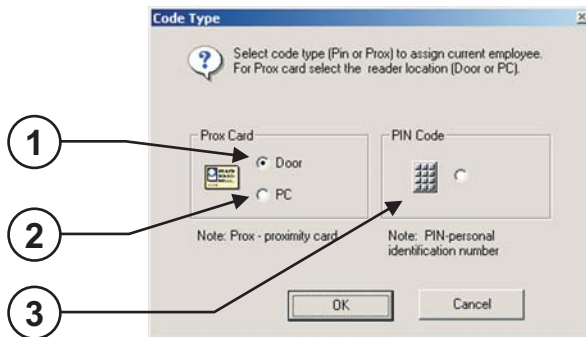 Code Type
Select code type (Pin or Prox) to assign current employee.
For Prox card select the reader location (Door or PC).
Prox Card
PIN Code
1
Door
PC
2
Note: Prox - proximity card
Note: PIN-personal
identification number
3
OK
Cancel